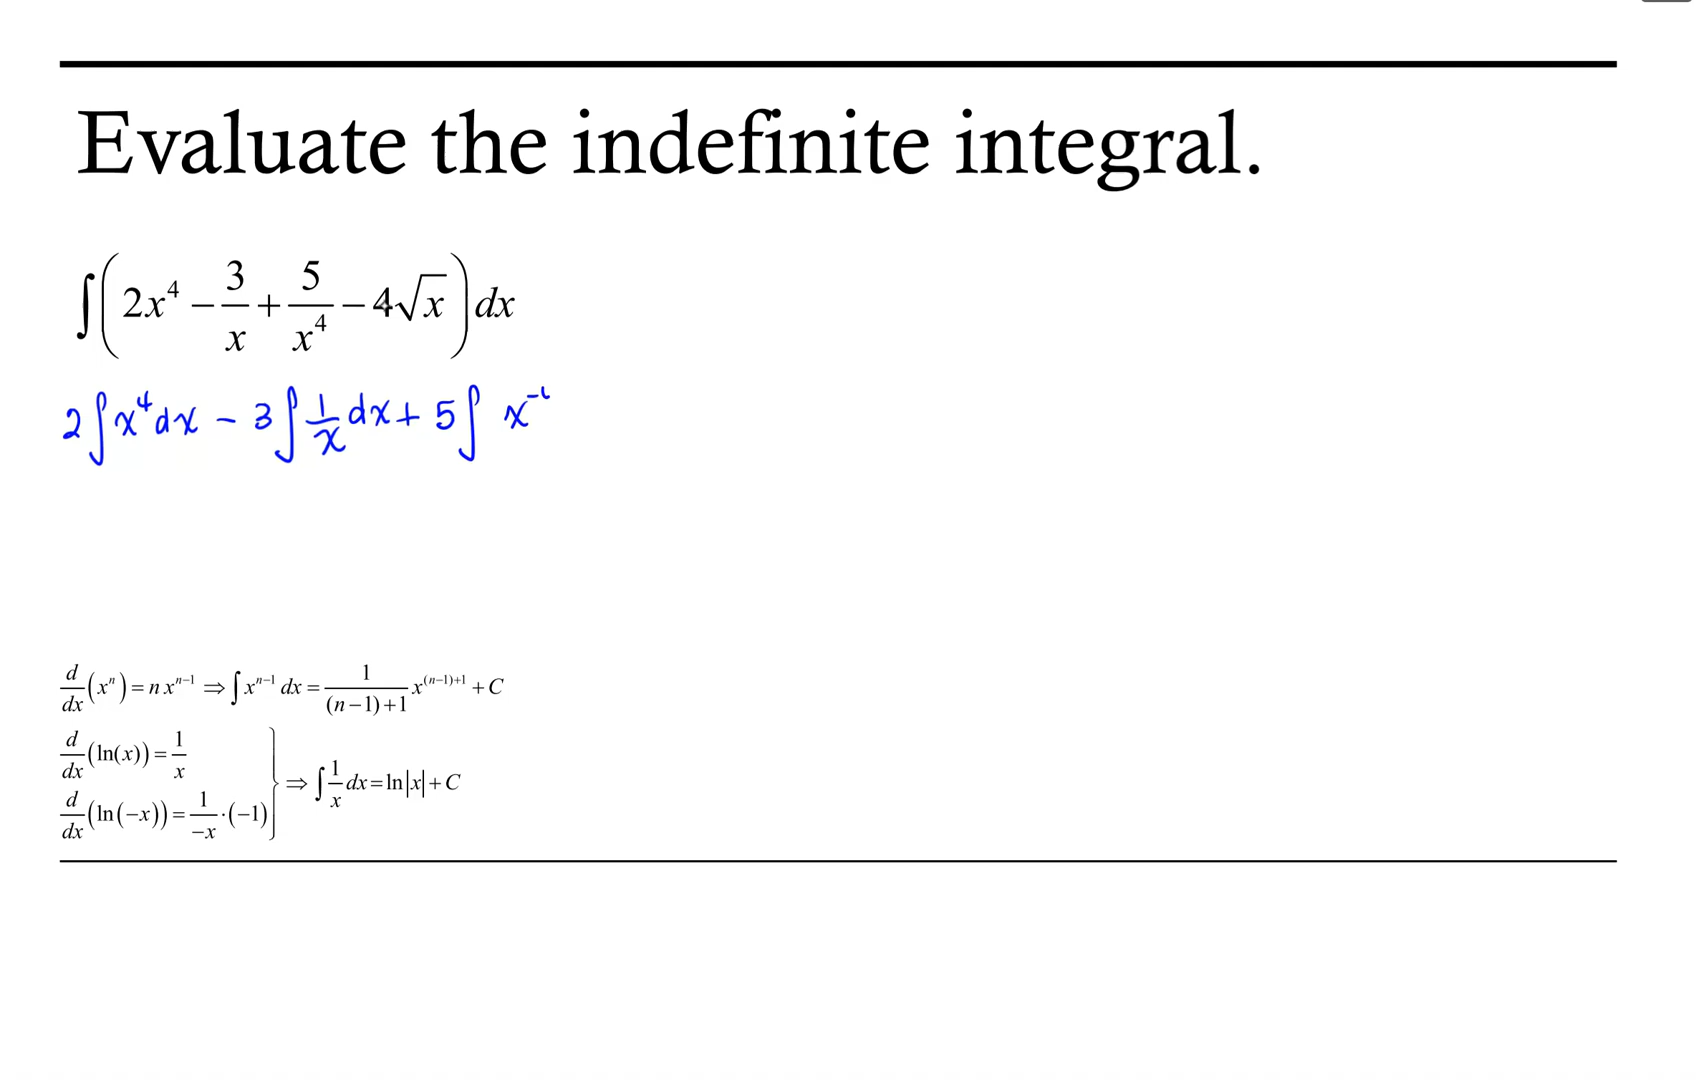 Evaluate the indefinite integral.
∫(2x⁴ − 3/x + 5/x⁴ − 4√x) dx
2∫x⁴dx − 3∫1/x dx + 5∫ x⁻
d/dx (xⁿ) = n xⁿ⁻¹ ⇒ ∫xⁿ⁻¹ dx = 1/((n−1)+1) x⁽ⁿ⁻¹⁾⁺¹ + C
d/dx (ln(x)) = 1/x
d/dx (ln(−x)) = 1/−x · (−1)
} ⇒ ∫1/x dx = ln|x| + C